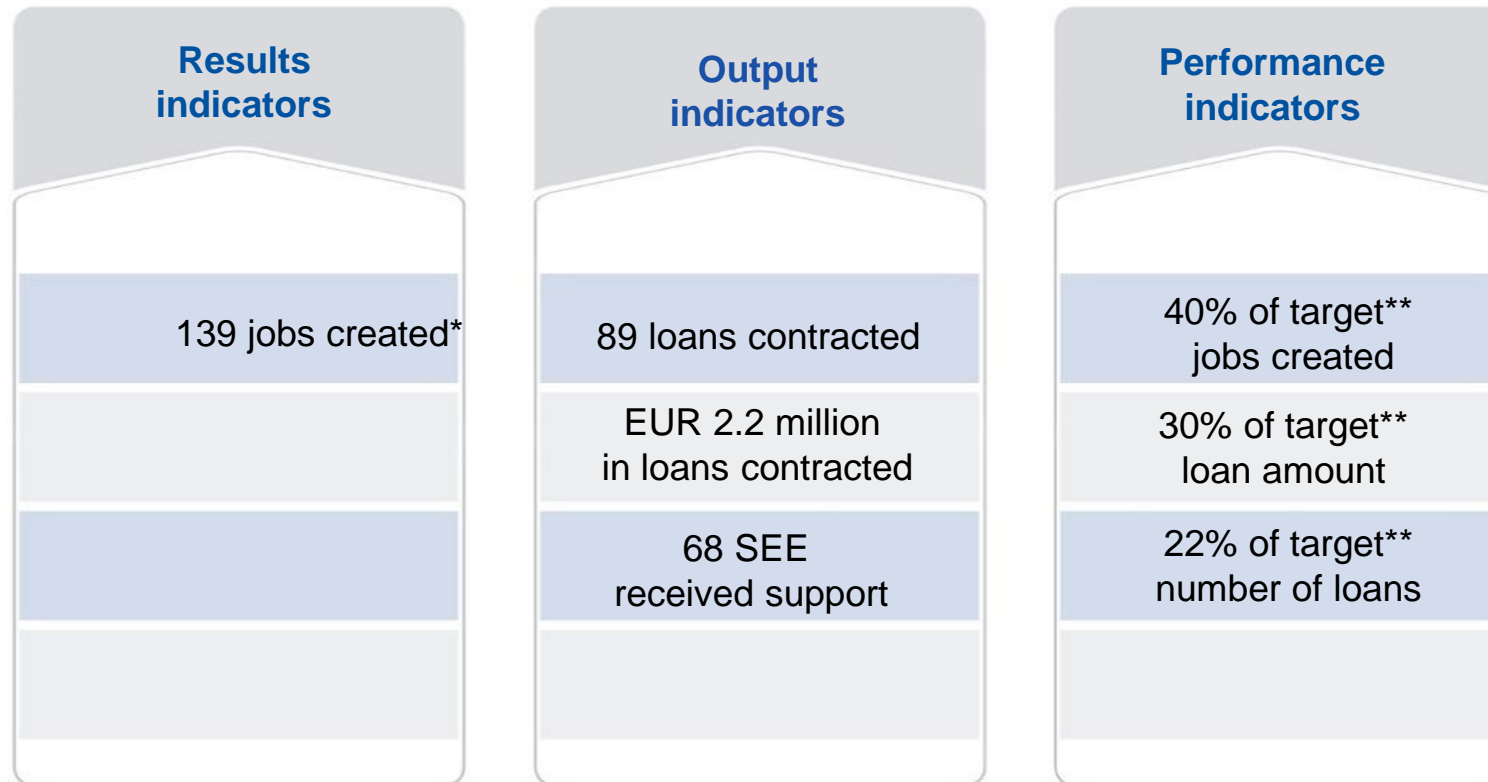 Results
indicators
139 jobs created*
Output
indicators
89 loans contracted
EUR 2.2 million
in loans contracted
68 SEE
received support
Performance
indicators
40% of target**
jobs created
30% of target**
loan amount
22% of target**
number of loans